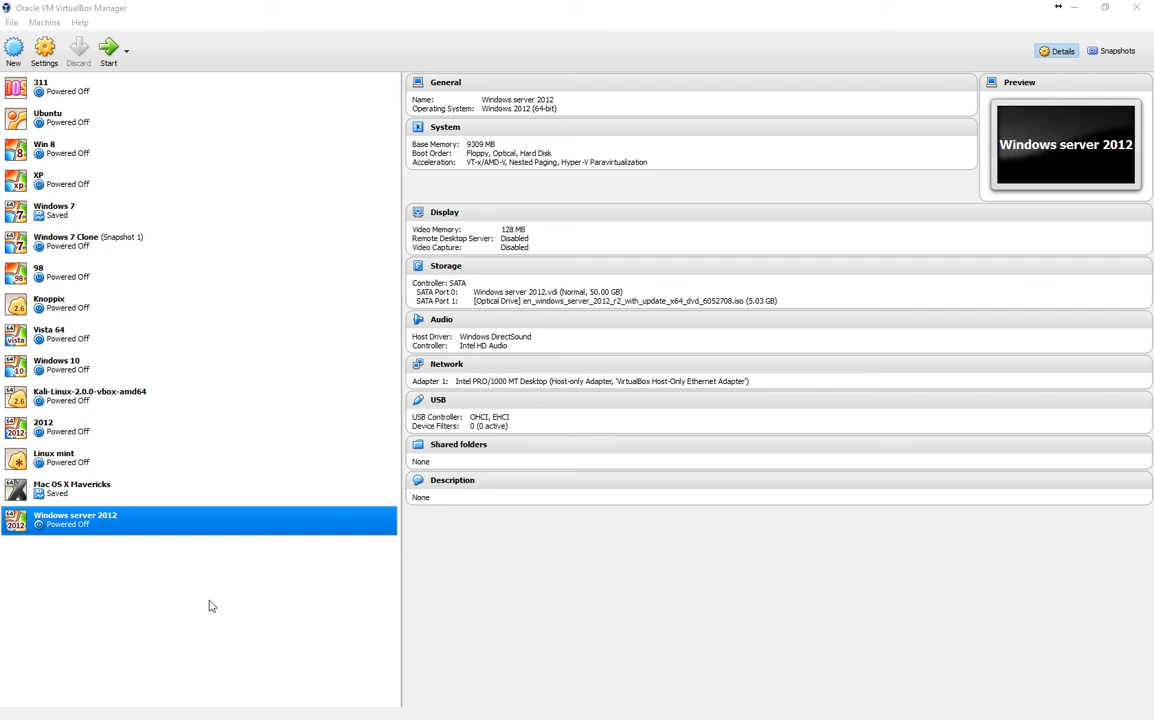 Oracle VM VirtualBox Manager
File Machine Help
New Settings Discard Start
Details Snapshots
311
Powered Off
Ubuntu
Powered Off
Win 8
Powered Off
XP
Powered Off
Windows 7
Saved
Windows 7 Clone (Snapshot 1)
Powered Off
98
Powered Off
Knoppix
Powered Off
Vista 64
Powered Off
Windows 10
Powered Off
Kali-Linux-2.0.0-vbox-amd64
Powered Off
2012
Powered Off
Linux mint
Powered Off
Mac OS X Mavericks
Saved
Windows server 2012
Powered Off
General
Name: Windows server 2012
Operating System: Windows 2012 (64-bit)
System
Base Memory: 9309 MB
Boot Order: Floppy, Optical, Hard Disk
Acceleration: VT-x/AMD-V, Nested Paging, Hyper-V Paravirtualization
Preview
Windows server 2012
Display
Video Memory: 128 MB
Remote Desktop Server: Disabled
Video Capture: Disabled
Storage
Controller: SATA
SATA Port 0: Windows server 2012.vdi (Normal, 50.00 GB)
SATA Port 1: [Optical Drive] en_windows_server_2012_r2_with_update_x64_dvd_6052708.iso (5.03 GB)
Audio
Host Driver: Windows DirectSound
Controller: Intel HD Audio
Network
Adapter 1: Intel PRO/1000 MT Desktop (Host-only Adapter, 'VirtualBox Host-Only Ethernet Adapter')
USB
USB Controller: OHCI, EHCI
Device Filters: 0 (0 active)
Shared folders
None
Description
None